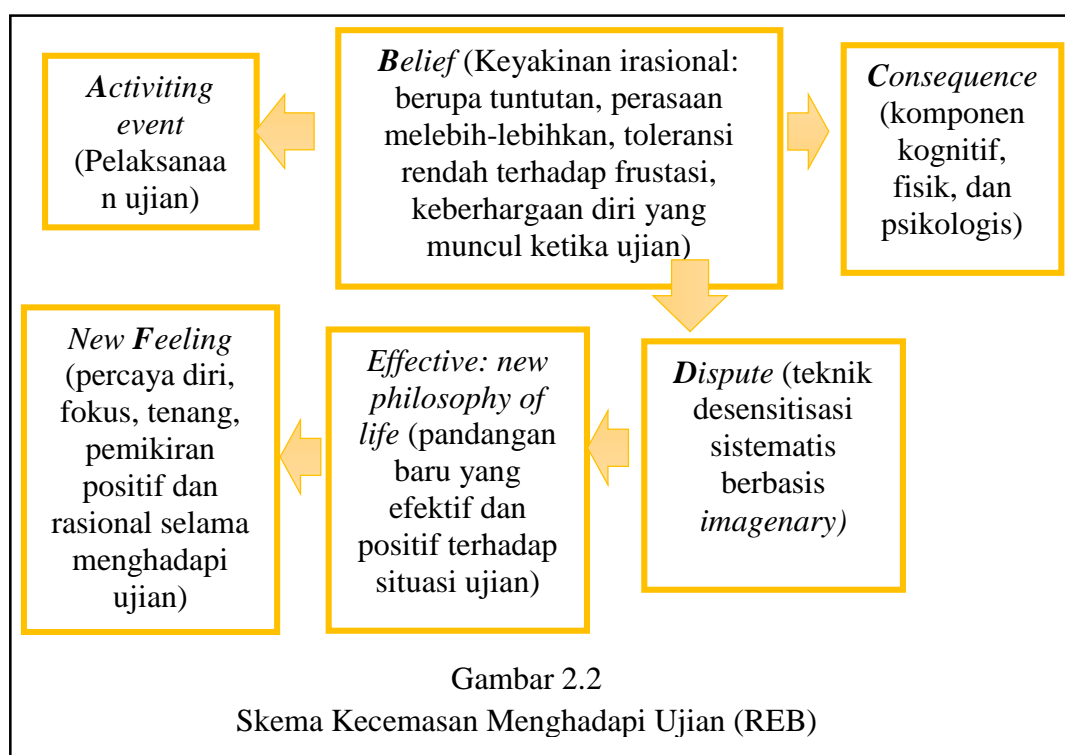 Activiting
event
(Pelaksanaa
n ujian)
Belief (Keyakinan irasional:
berupa tuntutan, perasaan
melebih-lebihkan, toleransi
rendah terhadap frustasi,
keberhargaan diri yang
muncul ketika ujian)
Consequence
(komponen
kognitif,
fisik, dan
psikologis)
Dispute (teknik
desensitisasi
sistematis
berbasis
imagenary)
Effective: new
philosophy of
life (pandangan
baru yang
efektif dan
positif terhadap
situasi ujian)
New Feeling
(percaya diri,
fokus, tenang,
pemikiran
positif dan
rasional selama
menghadapi
ujian)
Gambar 2.2
Skema Kecemasan Menghadapi Ujian (REB)